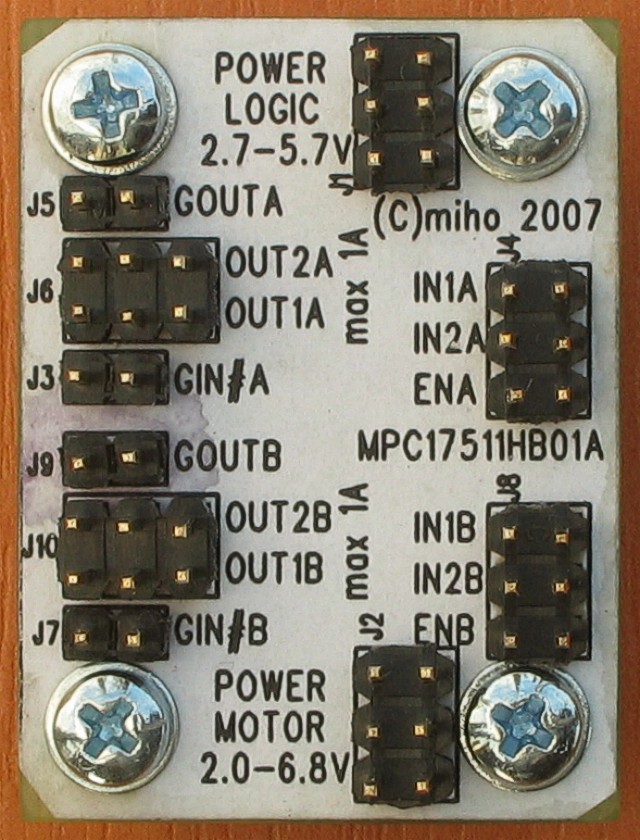 POWER
LOGIC
2.7-5.7V
J1
J5
GOUTA
(C)miho 2007
J6
OUT2A
OUT1A
max 1A
J4
IN1A
IN2A
ENA
J3
GIN#A
MPC17511HB01A
J9
GOUTB
J10
OUT2B
OUT1B
max 1A
J8
IN1B
IN2B
ENB
J7
GIN#B
J2
POWER
MOTOR
2.0-6.8V